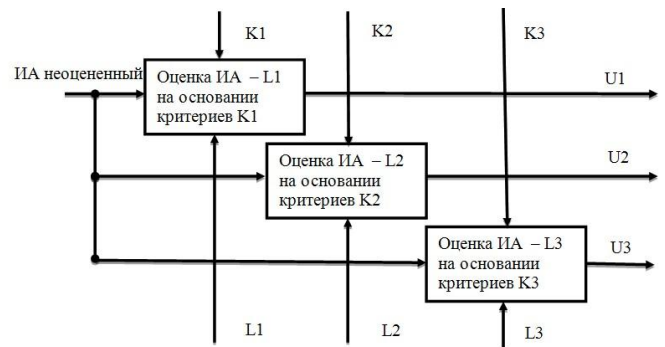 K1
K2
K3
ИА неоцененный
Оценка ИА – L1
на основании
критериев K1
U1
Оценка ИА – L2
на основании
критериев K2
U2
Оценка ИА – L3
на основании
критериев K3
U3
L1
L2
L3